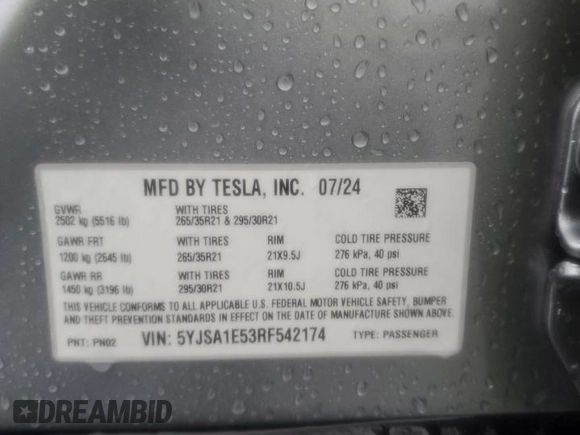 MFD BY TESLA, INC. 07/24
GVWR WITH TIRES
2502 kg (5516 lb) 265/35R21 & 295/30R21
GAWR FRT WITH TIRES RIM COLD TIRE PRESSURE
1200 kg (2645 lb) 265/35R21 21X9.5J 276 kPa, 40 psi
GAWR RR WITH TIRES RIM COLD TIRE PRESSURE
1450 kg (3196 lb) 295/30R21 21X10.5J 276 kPa, 40 psi
THIS VEHICLE CONFORMS TO ALL APPLICABLE U.S. FEDERAL MOTOR VEHICLE SAFETY, BUMPER
AND THEFT PREVENTION STANDARDS IN EFFECT ON THE DATE OF MANUFACTURE SHOWN ABOVE.
PNT: PN02 VIN: 5YJSA1E53RF542174 TYPE: PASSENGER
DREAMBID